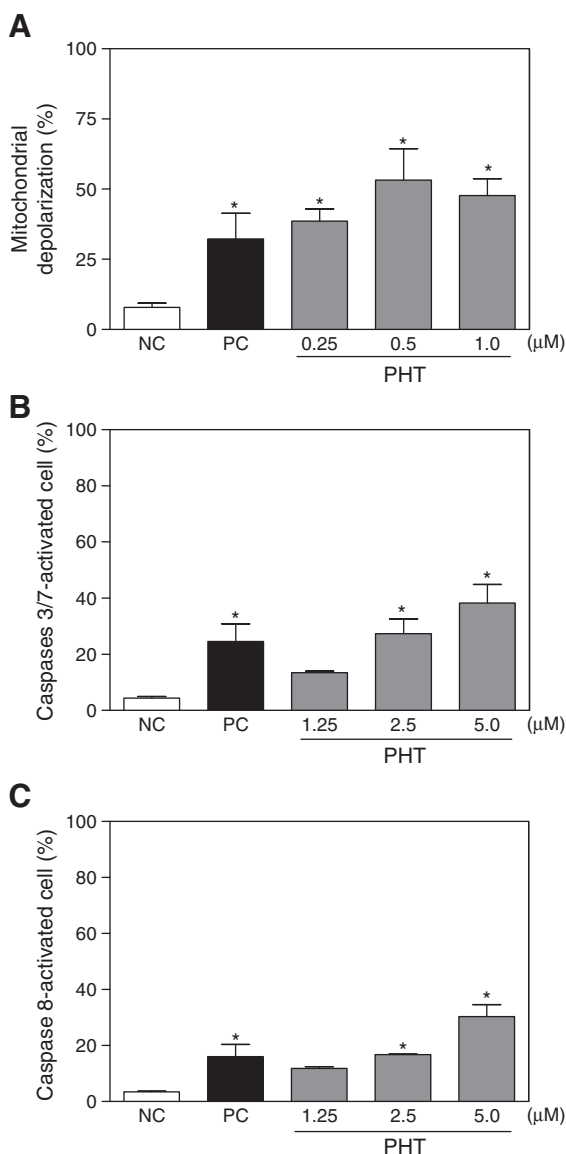 A
Mitochondrial
depolarization (%)
100
75
50
25
0
*
*
*
*
NC PC 0.25 0.5 1.0 (μM)
PHT
B
Caspases 3/7-activated cell (%)
100
80
60
40
20
0
*
*
*
NC PC 1.25 2.5 5.0 (μM)
PHT
C
Caspase 8-activated cell (%)
100
80
60
40
20
0
*
*
*
NC PC 1.25 2.5 5.0 (μM)
PHT